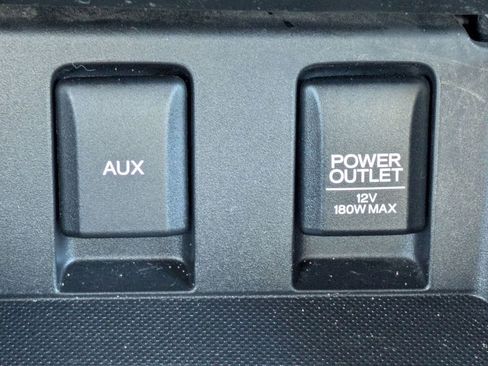 AUX
POWER
OUTLET
12V
180W MAX